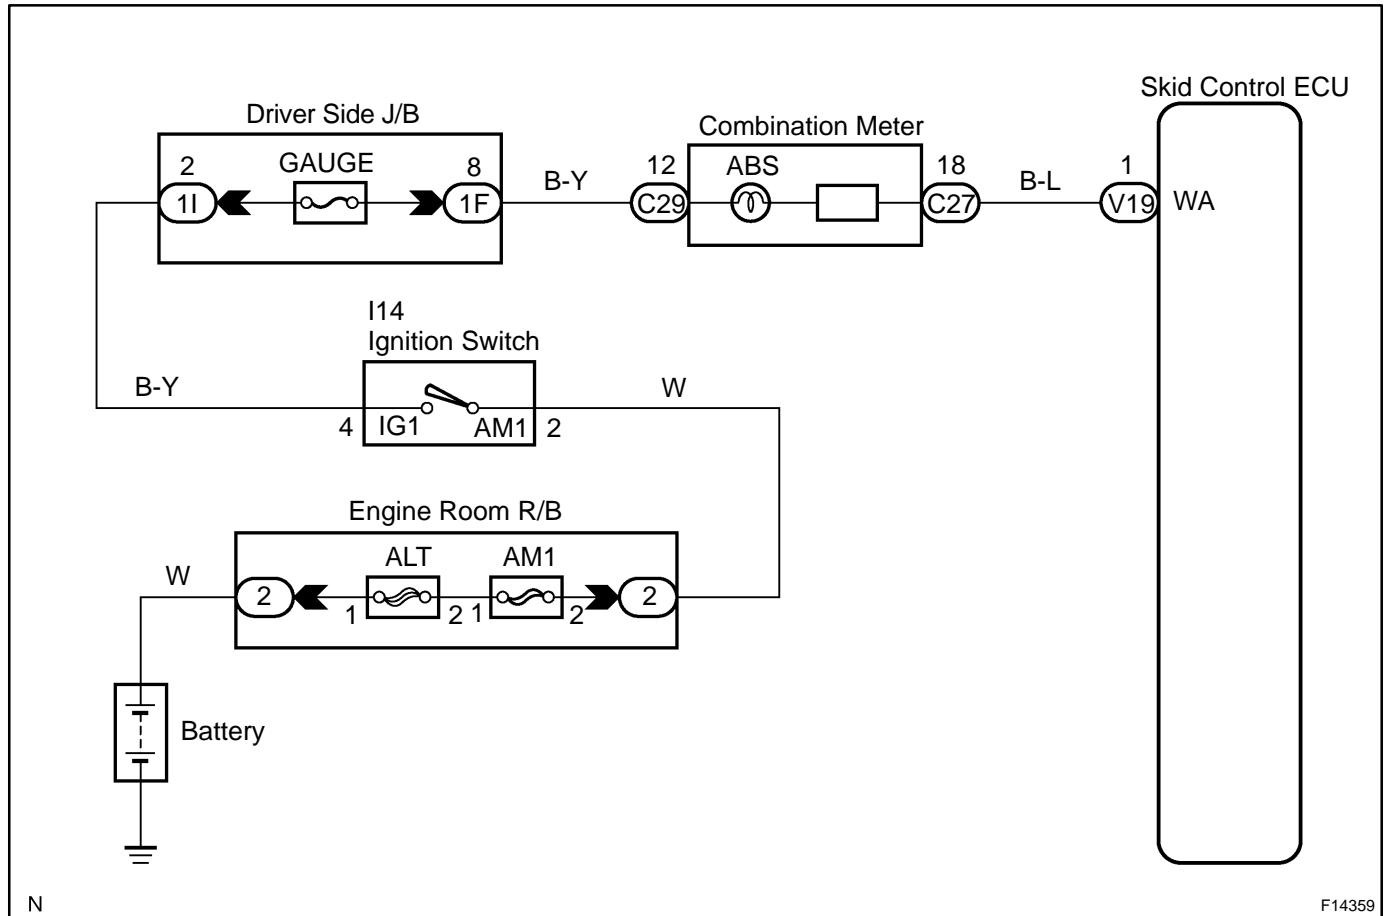 Skid Control ECU
Driver Side J/B
Combination Meter
2 GAUGE 8 12 ABS 18 1
1I 1F B-Y C29 C27 B-L V19 WA
I14
Ignition Switch
B-Y W
4 IG1 AM1 2
Engine Room R/B
ALT AM1
W 2 1 2 1 2 2
Battery
N F14359